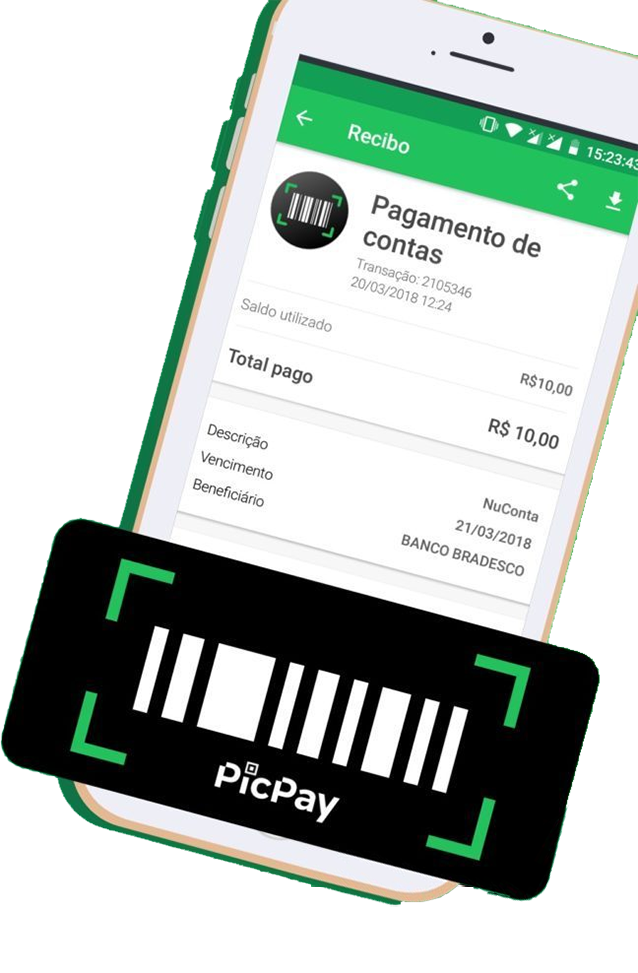 15:23:43
Recibo
Pagamento de
contas
Transação: 2105346
20/03/2018 12:24
Saldo utilizado
R$10,00
Total pago
R$ 10,00
Descrição
NuConta
Vencimento
21/03/2018
Beneficiário
BANCO BRADESCO
PicPay